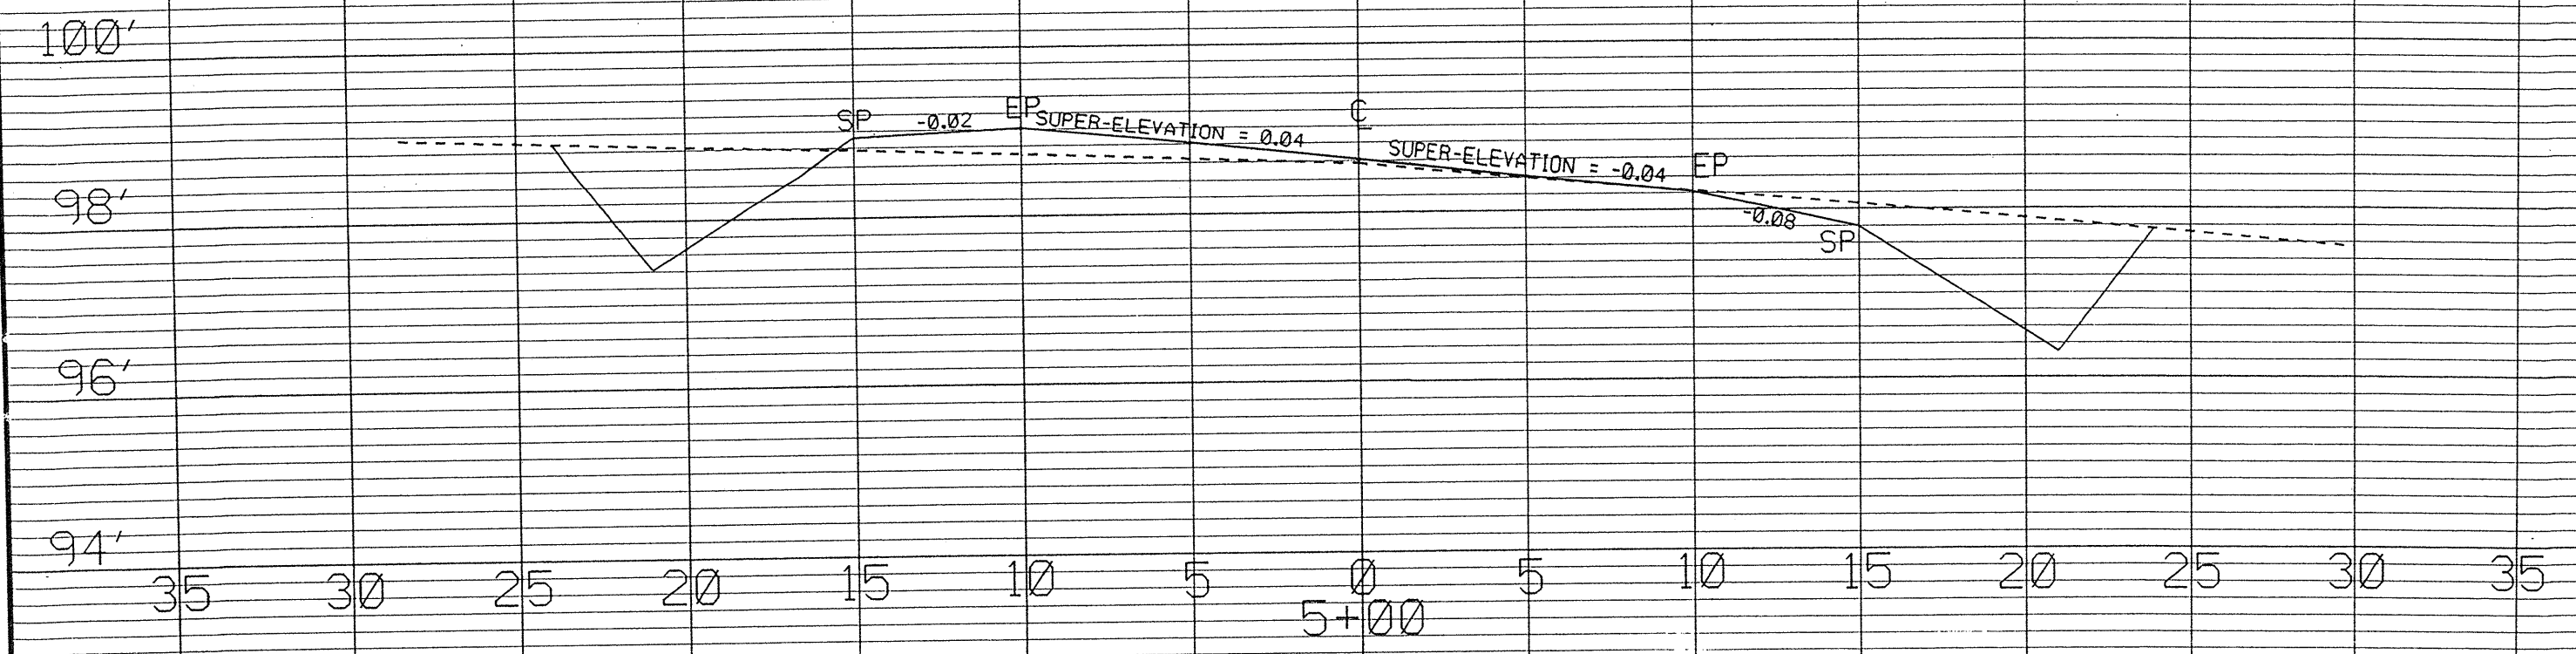 100'
SP -0.02 EP SUPER-ELEVATION = 0.04 ℄ SUPER-ELEVATION = -0.04 EP
98'
-0.08
SP
96'
94'
35 30 25 20 15 10 5 0 5 10 15 20 25 30 35
5+00